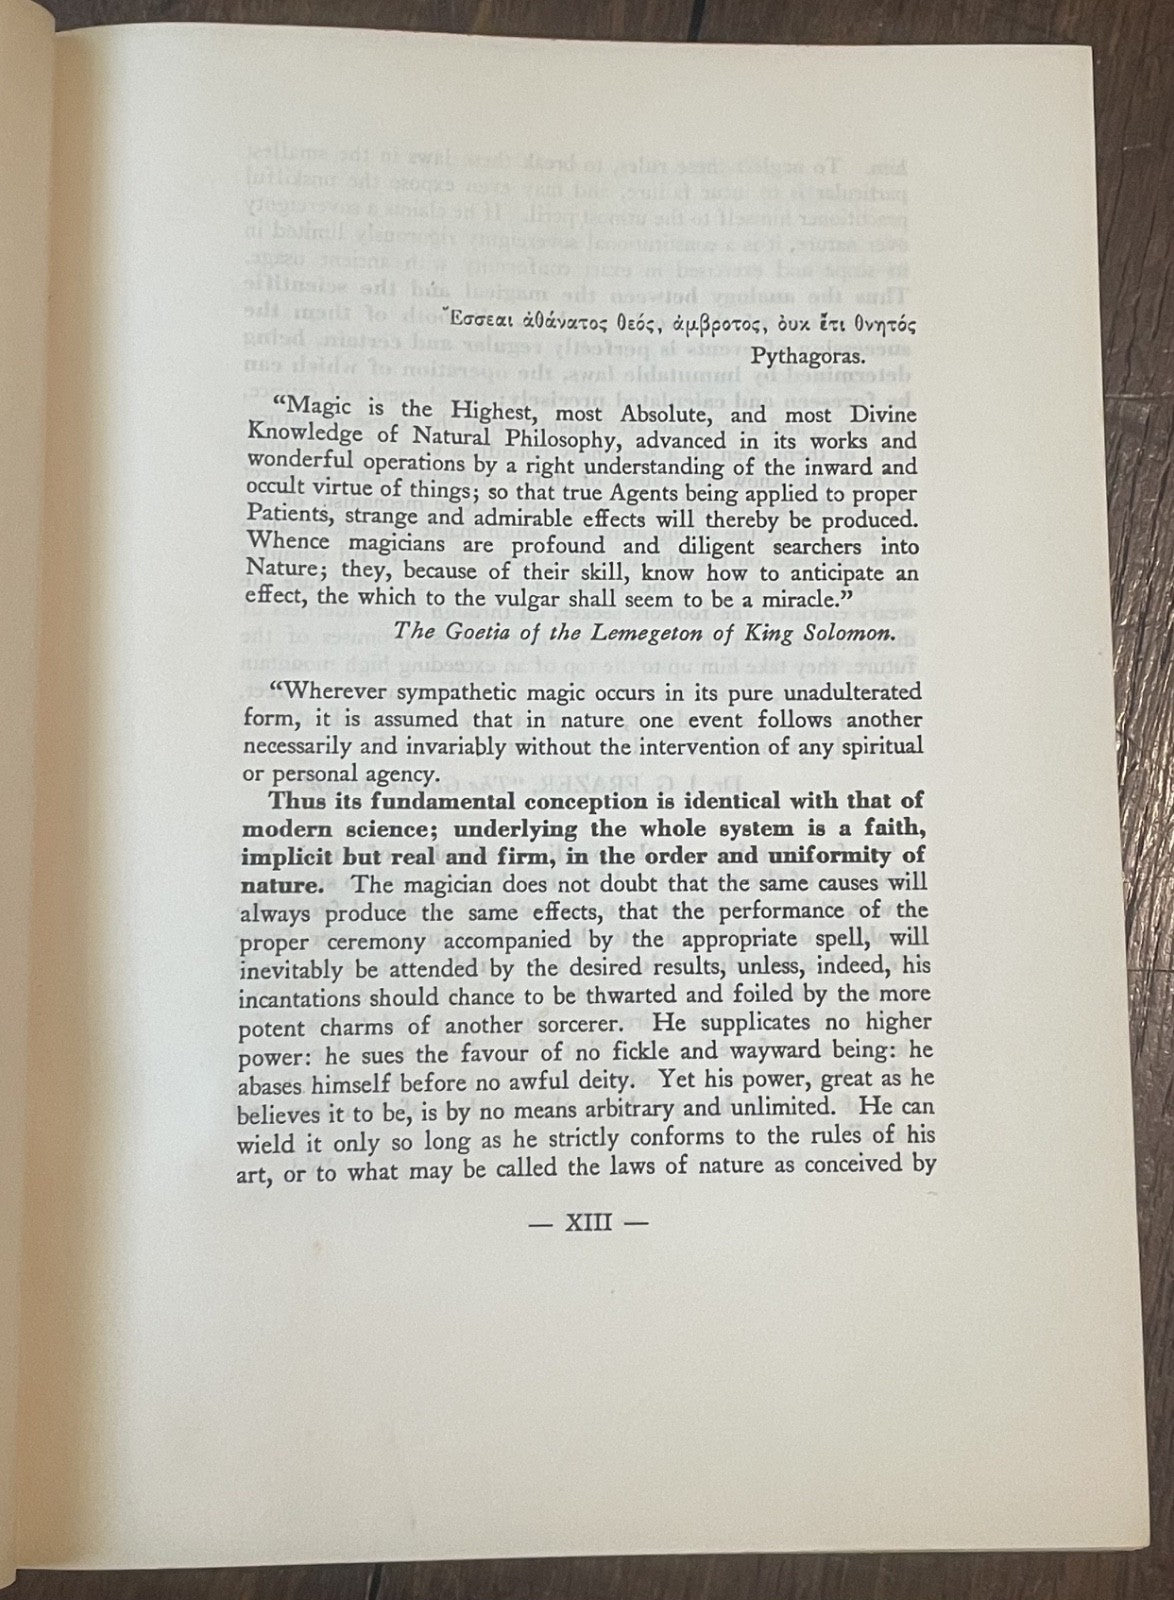 Ἔσσεαι ἀθάνατος θεός, ἀμβροτος, ὀυκ ἔτι θνητός
Pythagoras.
“Magic is the Highest, most Absolute, and most Divine
Knowledge of Natural Philosophy, advanced in its works and
wonderful operations by a right understanding of the inward and
occult virtue of things; so that true Agents being applied to proper
Patients, strange and admirable effects will thereby be produced.
Whence magicians are profound and diligent searchers into
Nature; they, because of their skill, know how to anticipate an
effect, the which to the vulgar shall seem to be a miracle.”
The Goetia of the Lemegeton of King Solomon.
“Wherever sympathetic magic occurs in its pure unadulterated
form, it is assumed that in nature one event follows another
necessarily and invariably without the intervention of any spiritual
or personal agency.
Thus its fundamental conception is identical with that of
modern science; underlying the whole system is a faith,
implicit but real and firm, in the order and uniformity of
nature. The magician does not doubt that the same causes will
always produce the same effects, that the performance of the
proper ceremony accompanied by the appropriate spell, will
inevitably be attended by the desired results, unless, indeed, his
incantations should chance to be thwarted and foiled by the more
potent charms of another sorcerer. He supplicates no higher
power: he sues the favour of no fickle and wayward being: he
abases himself before no awful deity. Yet his power, great as he
believes it to be, is by no means arbitrary and unlimited. He can
wield it only so long as he strictly conforms to the rules of his
art, or to what may be called the laws of nature as conceived by
— XIII —